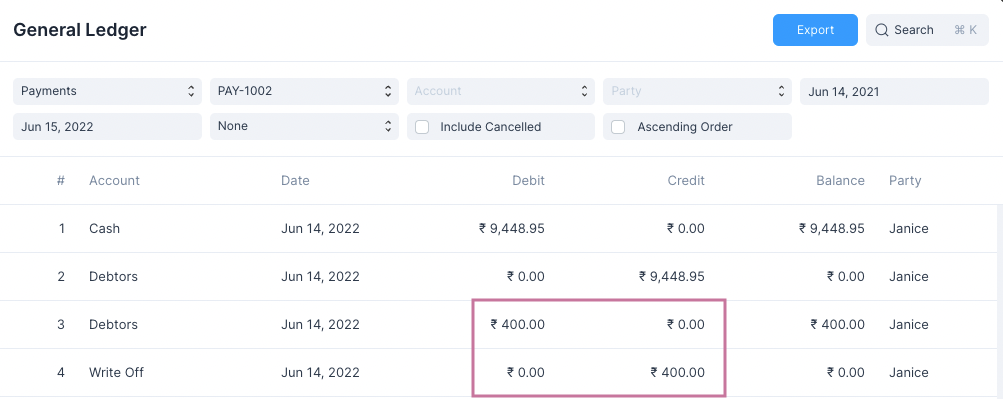 General Ledger
Export Search ⌘ K
Payments PAY-1002 Account Party Jun 14, 2021
Jun 15, 2022 None Include Cancelled Ascending Order
# Account Date Debit Credit Balance Party
1 Cash Jun 14, 2022 ₹ 9,448.95 ₹ 0.00 ₹ 9,448.95 Janice
2 Debtors Jun 14, 2022 ₹ 0.00 ₹ 9,448.95 ₹ 0.00 Janice
3 Debtors Jun 14, 2022 ₹ 400.00 ₹ 0.00 ₹ 400.00 Janice
4 Write Off Jun 14, 2022 ₹ 0.00 ₹ 400.00 ₹ 0.00 Janice